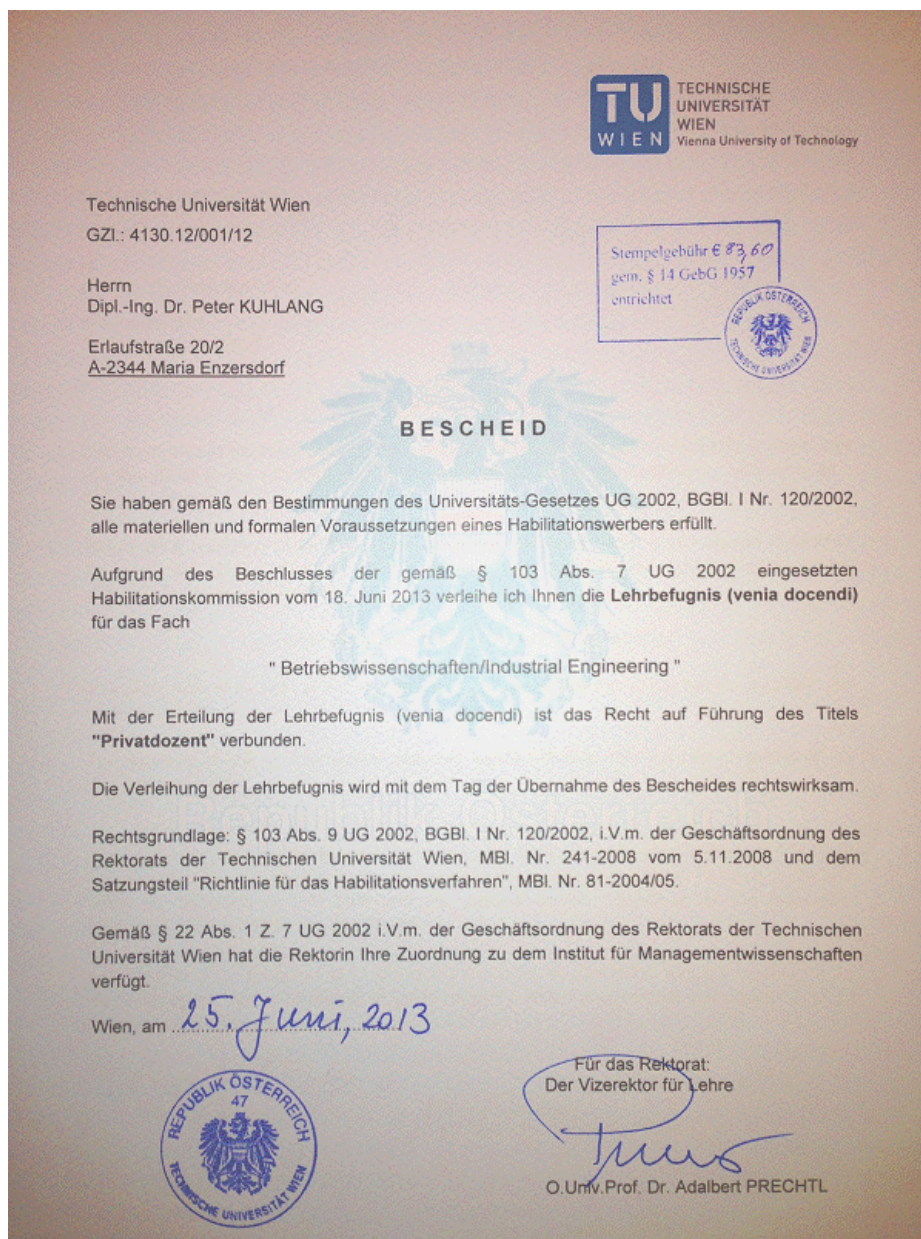 TU
WIEN
TECHNISCHE
UNIVERSITÄT
WIEN
Vienna University of Technology
Technische Universität Wien
GZl.: 4130.12/001/12
Stempelgebühr € 83,60
gem. § 14 GebG 1957
entrichtet
REPUBLIK ÖSTERREICH
TECHNISCHE UNIVERSITÄT WIEN
Herrn
Dipl.-Ing. Dr. Peter KUHLANG
Erlaufstraße 20/2
A-2344 Maria Enzersdorf
BESCHEID
Sie haben gemäß den Bestimmungen des Universitäts-Gesetzes UG 2002, BGBl. I Nr. 120/2002,
alle materiellen und formalen Voraussetzungen eines Habilitationswerbers erfüllt.
Aufgrund des Beschlusses der gemäß § 103 Abs. 7 UG 2002 eingesetzten
Habilitationskommission vom 18. Juni 2013 verleihe ich Ihnen die Lehrbefugnis (venia docendi)
für das Fach
" Betriebswissenschaften/Industrial Engineering "
Mit der Erteilung der Lehrbefugnis (venia docendi) ist das Recht auf Führung des Titels
"Privatdozent" verbunden.
Die Verleihung der Lehrbefugnis wird mit dem Tag der Übernahme des Bescheides rechtswirksam.
Rechtsgrundlage: § 103 Abs. 9 UG 2002, BGBl. I Nr. 120/2002, i.V.m. der Geschäftsordnung des
Rektorats der Technischen Universität Wien, MBl. Nr. 241-2008 vom 5.11.2008 und dem
Satzungsteil "Richtlinie für das Habilitationsverfahren", MBl. Nr. 81-2004/05.
Gemäß § 22 Abs. 1 Z. 7 UG 2002 i.V.m. der Geschäftsordnung des Rektorats der Technischen
Universität Wien hat die Rektorin Ihre Zuordnung zu dem Institut für Managementwissenschaften
verfügt.
Wien, am 25. Juni, 2013
REPUBLIK ÖSTERREICH
47
TECHNISCHE UNIVERSITÄT WIEN
Für das Rektorat:
Der Vizerektor für Lehre
O.Univ.Prof. Dr. Adalbert PRECHTL